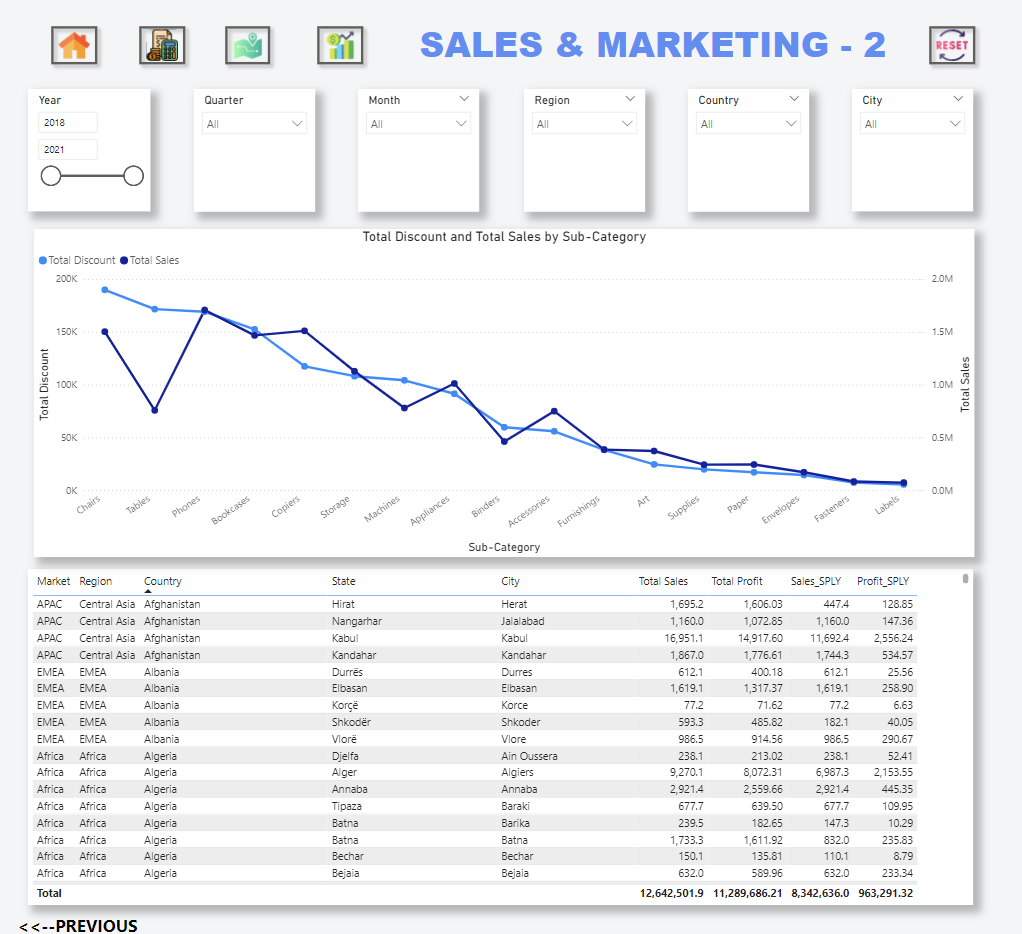 SALES & MARKETING - 2
RESET
Year
2018
2021
Quarter
All
Month
All
Region
All
Country
All
City
All
Total Discount and Total Sales by Sub-Category
Total Discount Total Sales
200K
150K
100K
50K
0K
Total Discount
2.0M
1.5M
1.0M
0.5M
0.0M
Total Sales
Chairs
Tables
Phones
Bookcases
Copiers
Storage
Machines
Appliances
Binders
Accessories
Furnishings
Art
Supplies
Paper
Envelopes
Fasteners
Labels
Sub-Category
Market Region Country State City Total Sales Total Profit Sales_SPLY Profit_SPLY
APAC Central Asia Afghanistan Hirat Herat 1,695.2 1,606.03 447.4 128.85
APAC Central Asia Afghanistan Nangarhar Jalalabad 1,160.0 1,072.85 1,160.0 147.36
APAC Central Asia Afghanistan Kabul Kabul 16,951.1 14,917.60 11,692.4 2,556.24
APAC Central Asia Afghanistan Kandahar Kandahar 1,867.0 1,776.61 1,744.3 534.57
EMEA EMEA Albania Durrës Durres 612.1 400.18 612.1 25.56
EMEA EMEA Albania Elbasan Elbasan 1,619.1 1,317.37 1,619.1 258.90
EMEA EMEA Albania Korçë Korce 77.2 71.62 77.2 6.63
EMEA EMEA Albania Shkodër Shkoder 593.3 485.82 182.1 40.05
EMEA EMEA Albania Vlorë Vlore 986.5 914.56 986.5 290.67
Africa Africa Algeria Djelfa Ain Oussera 238.1 213.02 238.1 52.41
Africa Africa Algeria Alger Algiers 9,270.1 8,072.31 6,987.3 2,153.55
Africa Africa Algeria Annaba Annaba 2,921.4 2,559.66 2,921.4 445.35
Africa Africa Algeria Tipaza Baraki 677.7 639.50 677.7 109.95
Africa Africa Algeria Batna Barika 239.5 182.65 147.3 10.29
Africa Africa Algeria Batna Batna 1,733.3 1,611.92 832.0 235.83
Africa Africa Algeria Bechar Bechar 150.1 135.81 110.1 8.79
Africa Africa Algeria Bejaia Bejaia 632.0 589.96 632.0 233.34
Total 12,642,501.9 11,289,686.21 8,342,636.0 963,291.32
<<--PREVIOUS